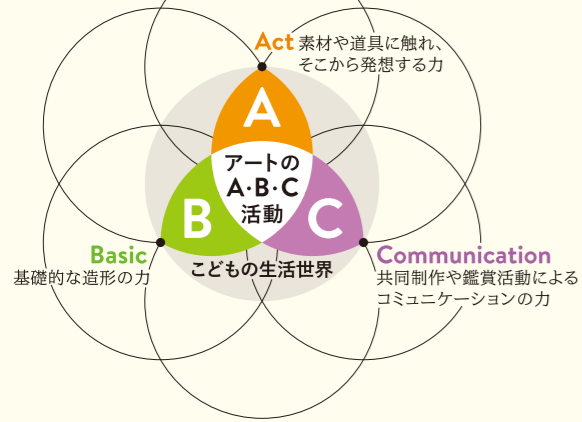 Act 素材や道具に触れ、
そこから発想する力
A
アートの
A·B·C
活動
B
C
Basic
基礎的な造形の力
こどもの生活世界
Communication
共同制作や鑑賞活動による
コミュニケーションの力